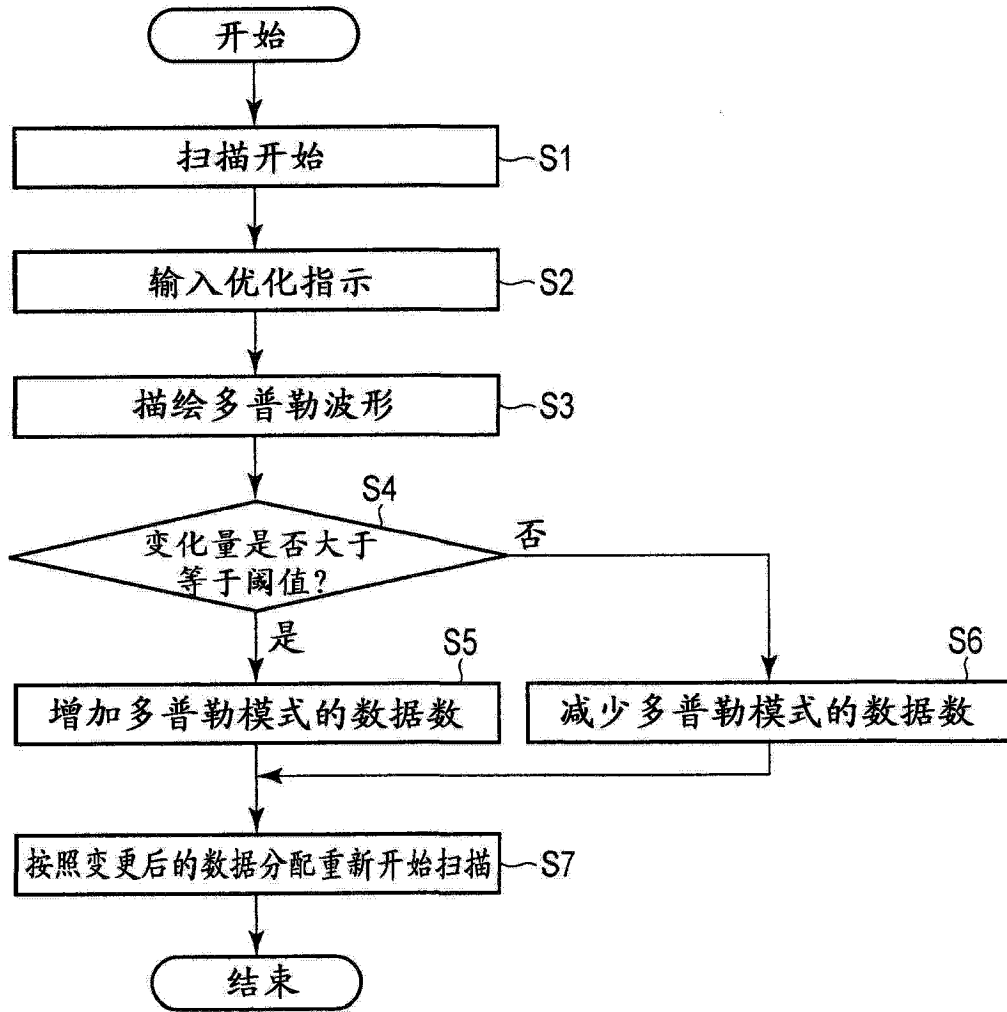 开始
扫描开始
S1
输入优化指示
S2
描绘多普勒波形
S3
S4
变化量是否大于
等于阈值?
否
是
S5
增加多普勒模式的数据数
S6
减少多普勒模式的数据数
按照变更后的数据分配重新开始扫描
S7
结束